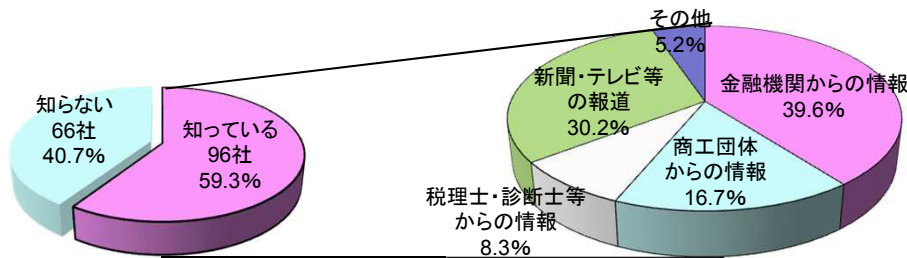 知らない
66社
40.7%
知っている
96社
59.3%
その他
5.2%
新聞・テレビ等
の報道
30.2%
金融機関からの情報
39.6%
商工団体
からの情報
16.7%
税理士・診断士等
からの情報
8.3%